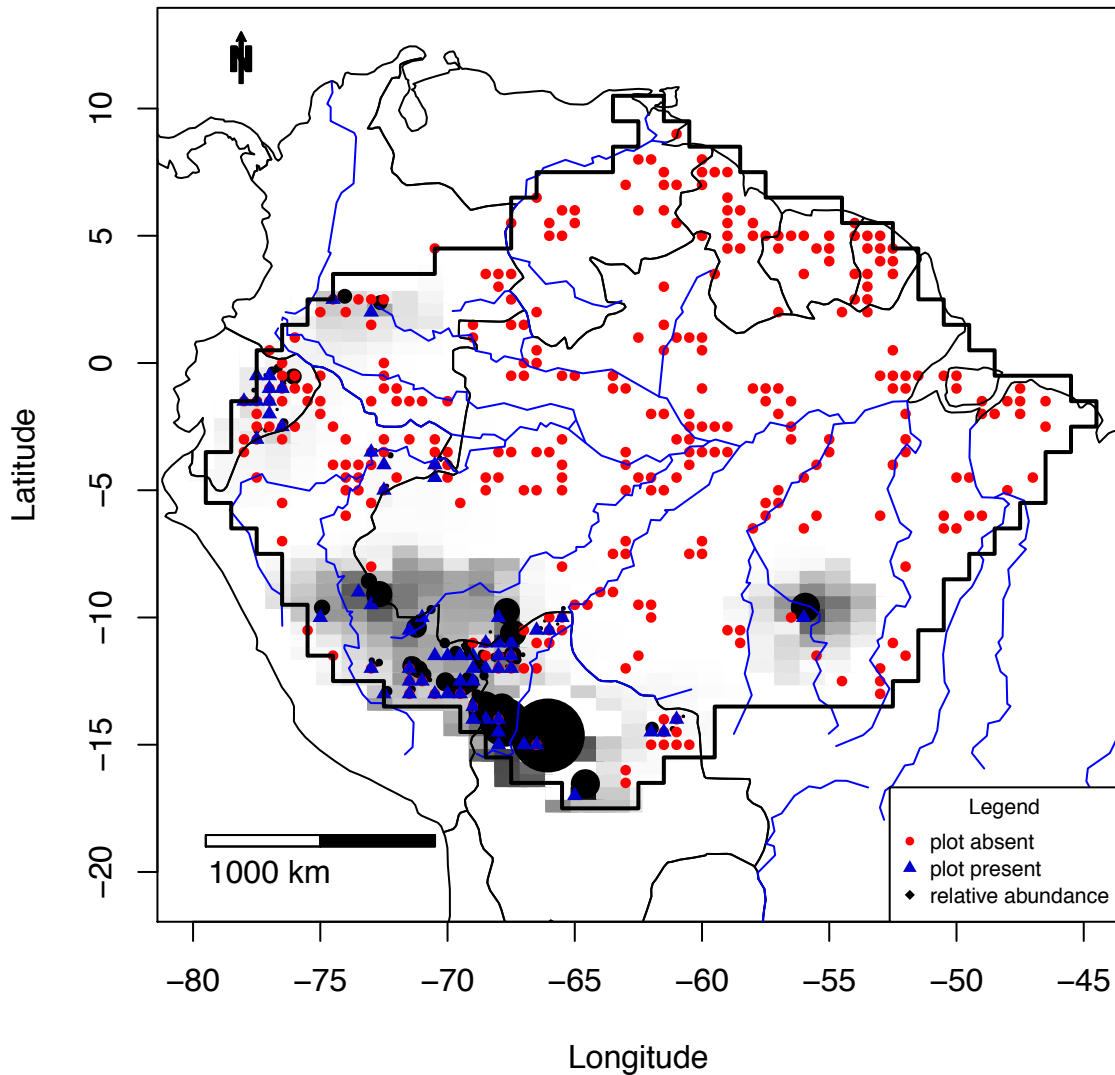 N
10
5
0
−5
−10
−15
−20
Latitude
1000 km
Legend
plot absent
plot present
relative abundance
−80
−75
−70
−65
−60
−55
−50
−45
Longitude